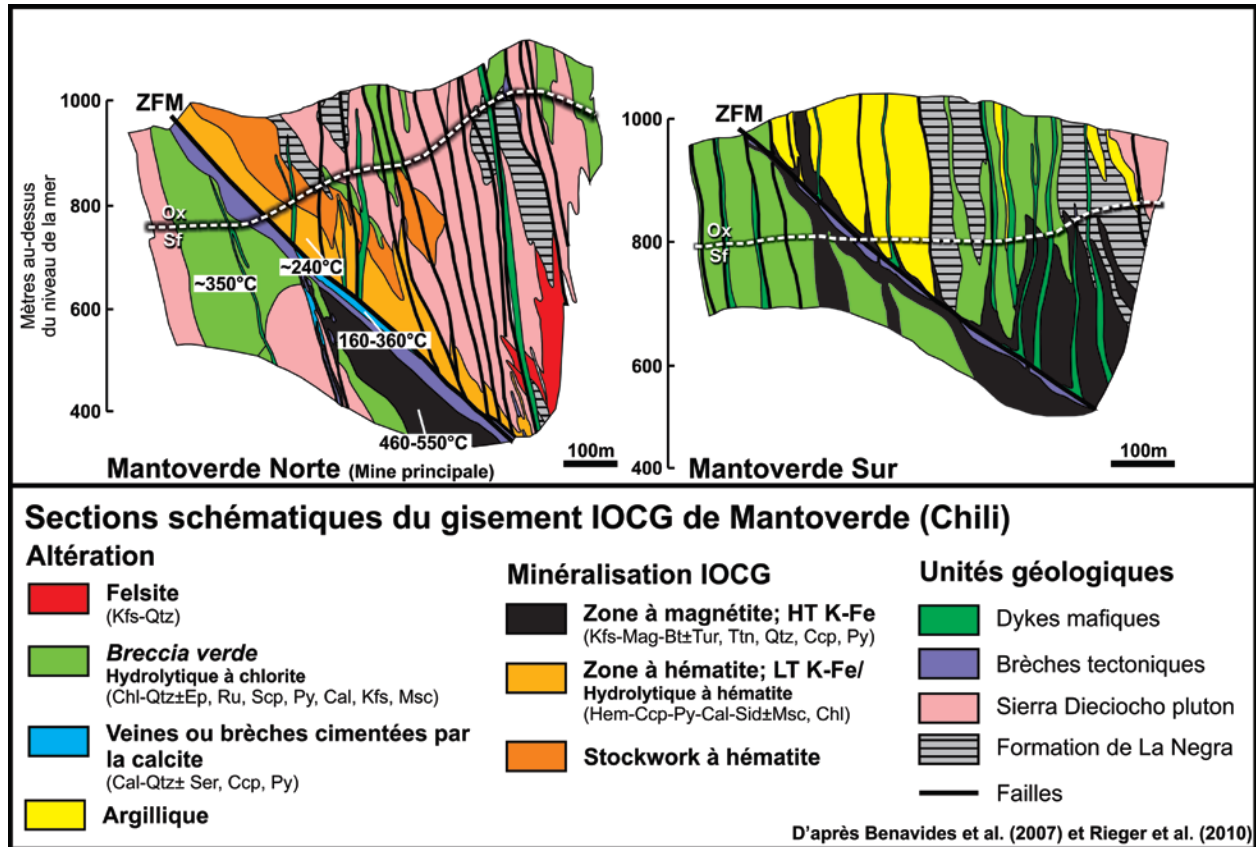 ZFM
1000
800
600
400
Mètres au-dessus
du niveau de la mer
Ox
Sf
~350°C
~240°C
160-360°C
460-550°C
100m
Mantoverde Norte (Mine principale)
ZFM
1000
800
600
400
Ox
Sf
100m
Mantoverde Sur
Sections schématiques du gisement IOCG de Mantoverde (Chili)
Altération
Felsite
(Kfs-Qtz)
Breccia verde
Hydrolytique à chlorite
(Chl-Qtz±Ep, Ru, Scp, Py, Cal, Kfs, Msc)
Veines ou brèches cimentées par
la calcite
(Cal-Qtz± Ser, Ccp, Py)
Argillique
Minéralisation IOCG
Zone à magnétite; HT K-Fe
(Kfs-Mag-Bt±Tur, Ttn, Qtz, Ccp, Py)
Zone à hématite; LT K-Fe/
Hydrolytique à hématite
(Hem-Ccp-Py-Cal-Sid±Msc, Chl)
Stockwork à hématite
Unités géologiques
Dykes mafiques
Brèches tectoniques
Sierra Dieciocho pluton
Formation de La Negra
Failles
D'après Benavides et al. (2007) et Rieger et al. (2010)